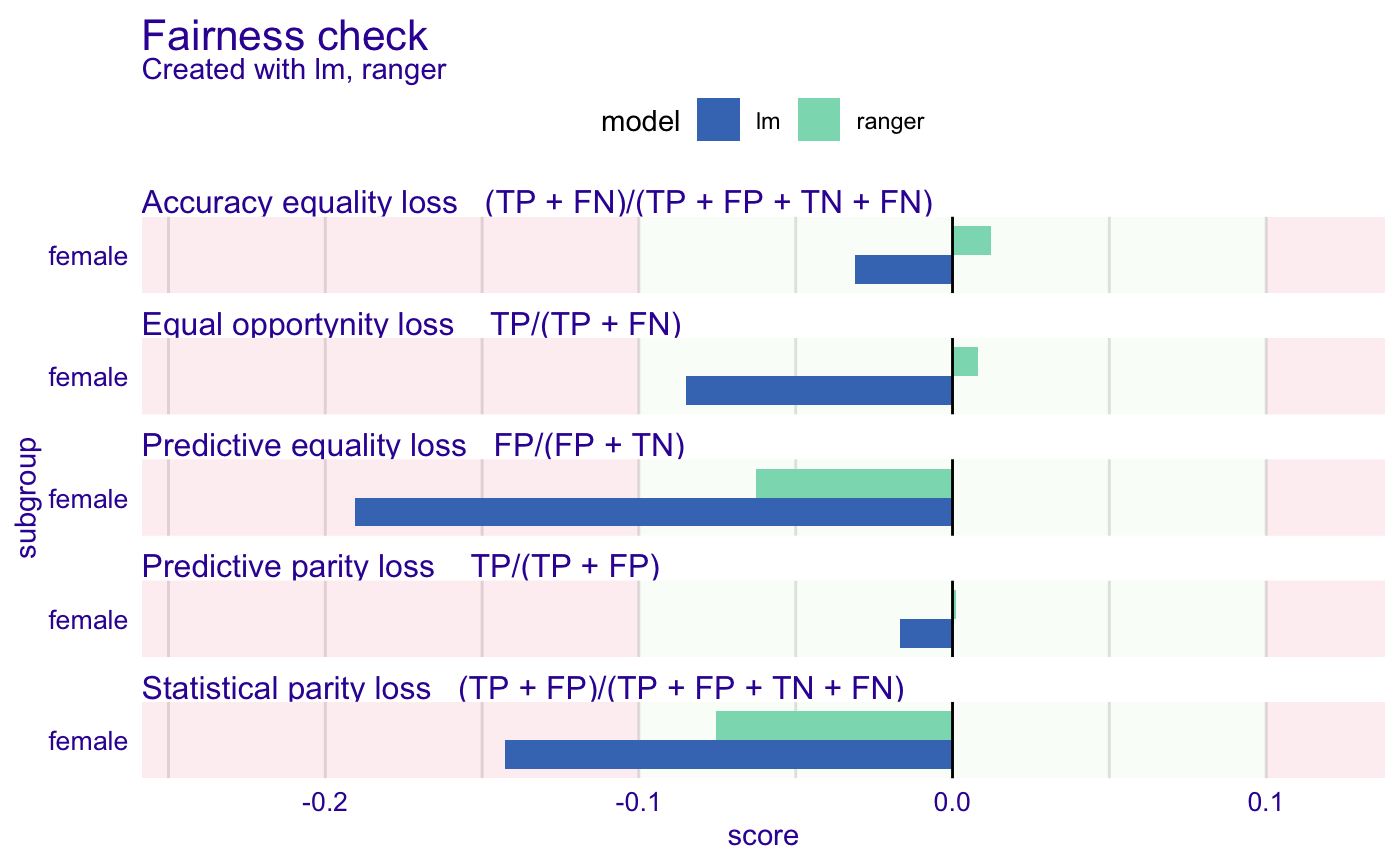 Fairness check
Created with lm, ranger
model lm ranger
Accuracy equality loss (TP + FN)/(TP + FP + TN + FN)
female
Equal opportynity loss TP/(TP + FN)
female
Predictive equality loss FP/(FP + TN)
female
Predictive parity loss TP/(TP + FP)
female
Statistical parity loss (TP + FP)/(TP + FP + TN + FN)
female
subgroup
-0.2 -0.1 0.0 0.1
score